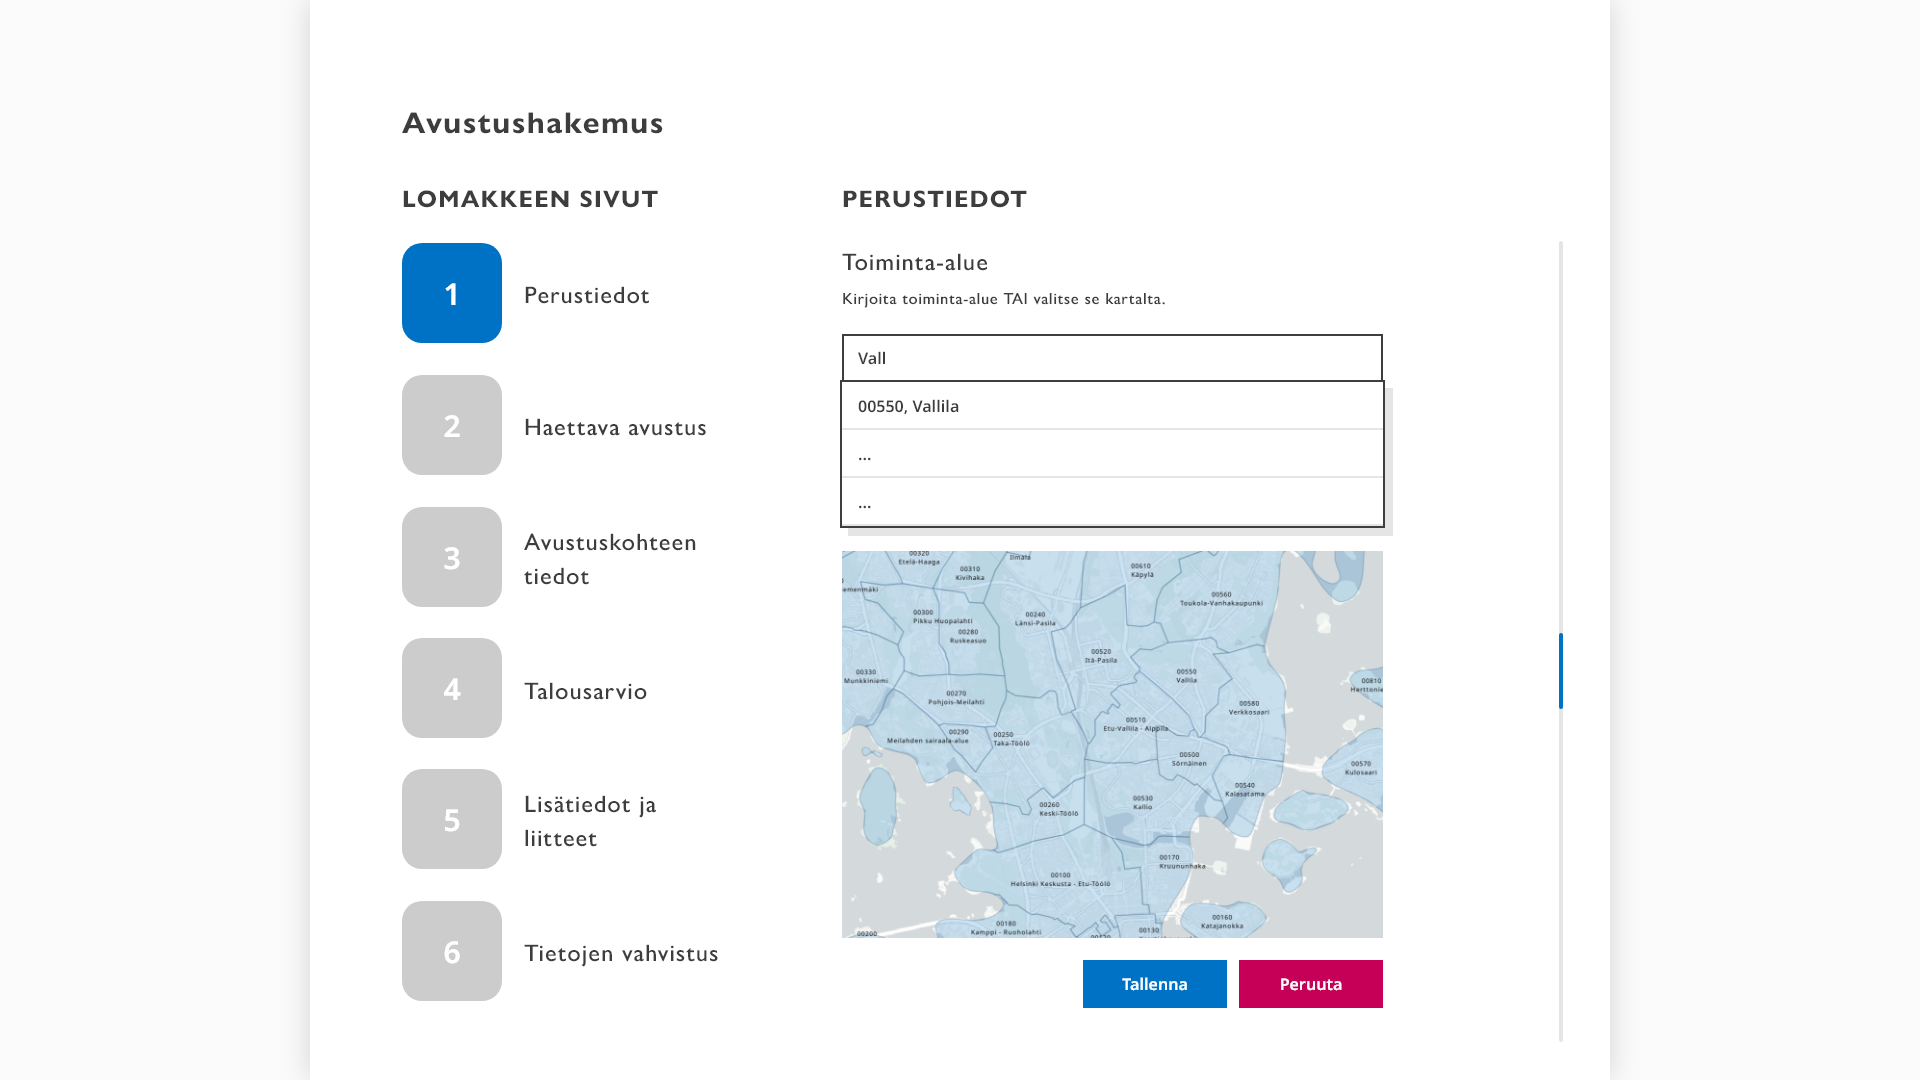 Avustushakemus
LOMAKKEEN SIVUT
1
Perustiedot
2
Haettava avustus
3
Avustuskohteen
tiedot
4
Talousarvio
5
Lisätiedot ja
liitteet
6
Tietojen vahvistus
PERUSTIEDOT
Toiminta-alue
Kirjoita toiminta-alue TAI valitse se kartalta.
Vall
00550, Vallila
...
...
00320
Etelä-Haaga
Ilmala
00310
Kivihaka
00610
Käpylä
00560
Toukola-Vanhakaupunki
00300
Pikku Huopalahti
00280
Ruskeasuo
00240
Länsi-Pasila
00520
Itä-Pasila
00550
Vallila
00330
Munkkiniemi
00270
Pohjois-Meilahti
00580
Verkkosaari
00810
Herttonie
00510
Etu-Vallila - Alppila
00290
Meilahden sairaala-alue
00250
Taka-Töölö
00500
Sörnäinen
00570
Kulosaari
00540
Kalasatama
00260
Keski-Töölö
00530
Kallio
00170
Kruununhaka
00100
Helsinki Keskusta - Etu-Töölö
00180
Kamppi - Ruoholahti
00160
Katajanokka
00130
00200
Tallenna
Peruuta